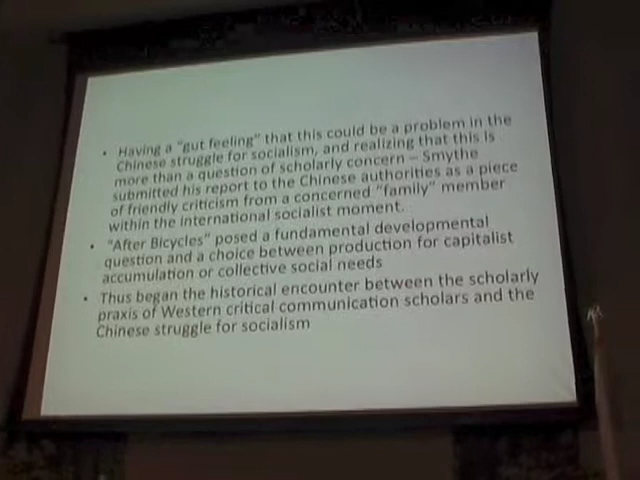 • Having a "gut feeling" that this could be a problem in the
Chinese struggle for socialism, and realizing that this is
more than a question of scholarly concern – Smythe
submitted his report to the Chinese authorities as a piece
of friendly criticism from a concerned "family" member
within the international socialist moment.
• "After Bicycles" posed a fundamental developmental
question and a choice between production for capitalist
accumulation or collective social needs
• Thus began the historical encounter between the scholarly
praxis of Western critical communication scholars and the
Chinese struggle for socialism